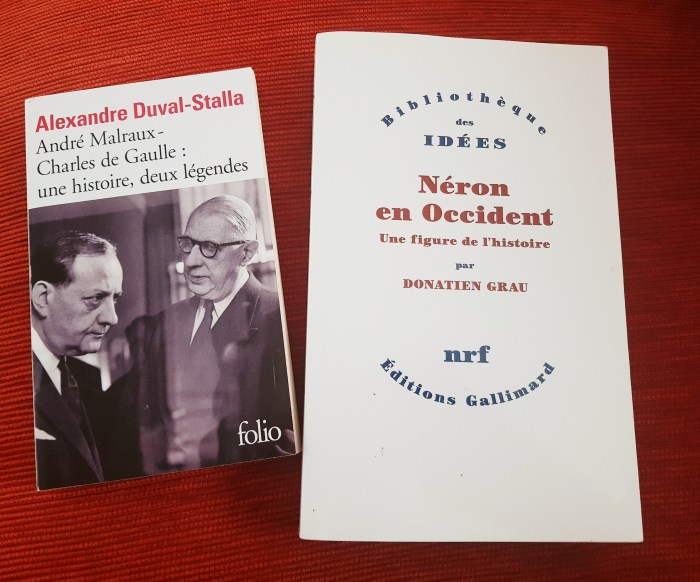 Alexandre Duval-Stalla
André Malraux-
Charles de Gaulle :
une histoire, deux légendes
folio
Bibliothèque
des
IDÉES
Néron
en Occident
Une figure de l'histoire
par
DONATIEN GRAU
nrf
Éditions Gallimard